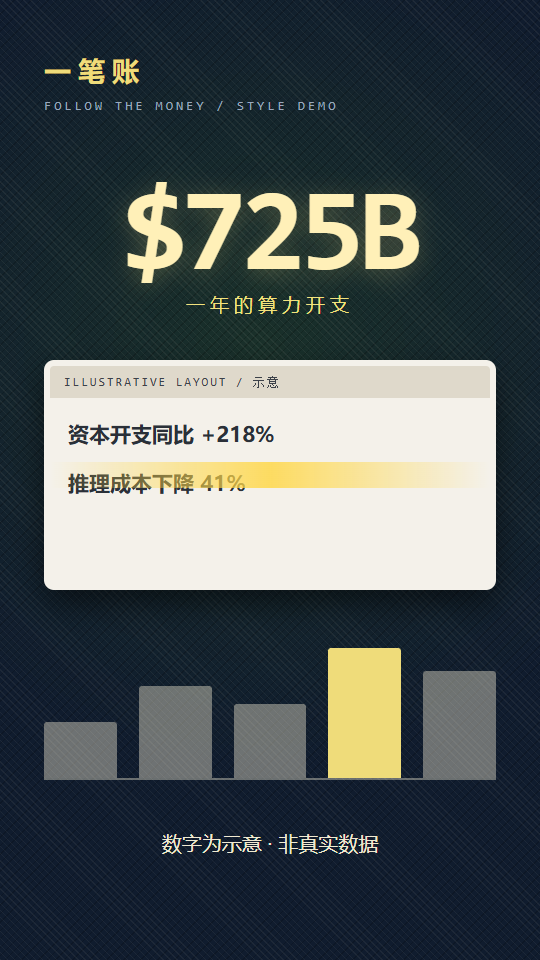 一笔账
FOLLOW THE MONEY / STYLE DEMO
$725B
一年的算力开支
ILLUSTRATIVE LAYOUT / 示意
资本开支同比 +218%
推理成本下降 41%
数字为示意 · 非真实数据